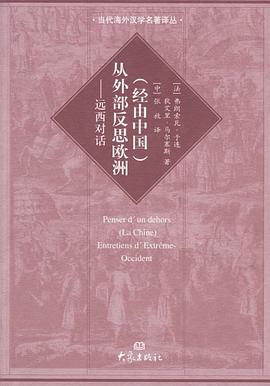 ·当代海外汉学名著译丛·
(经由中国)
从外部反思欧洲
——远西对话
[法] 弗朗索瓦·于连
狄艾里·马尔塞斯 著
[中] 张放 译
Penser d' un dehors
(La Chine)
Entretiens d' Extrême-
Occident
大象出版社